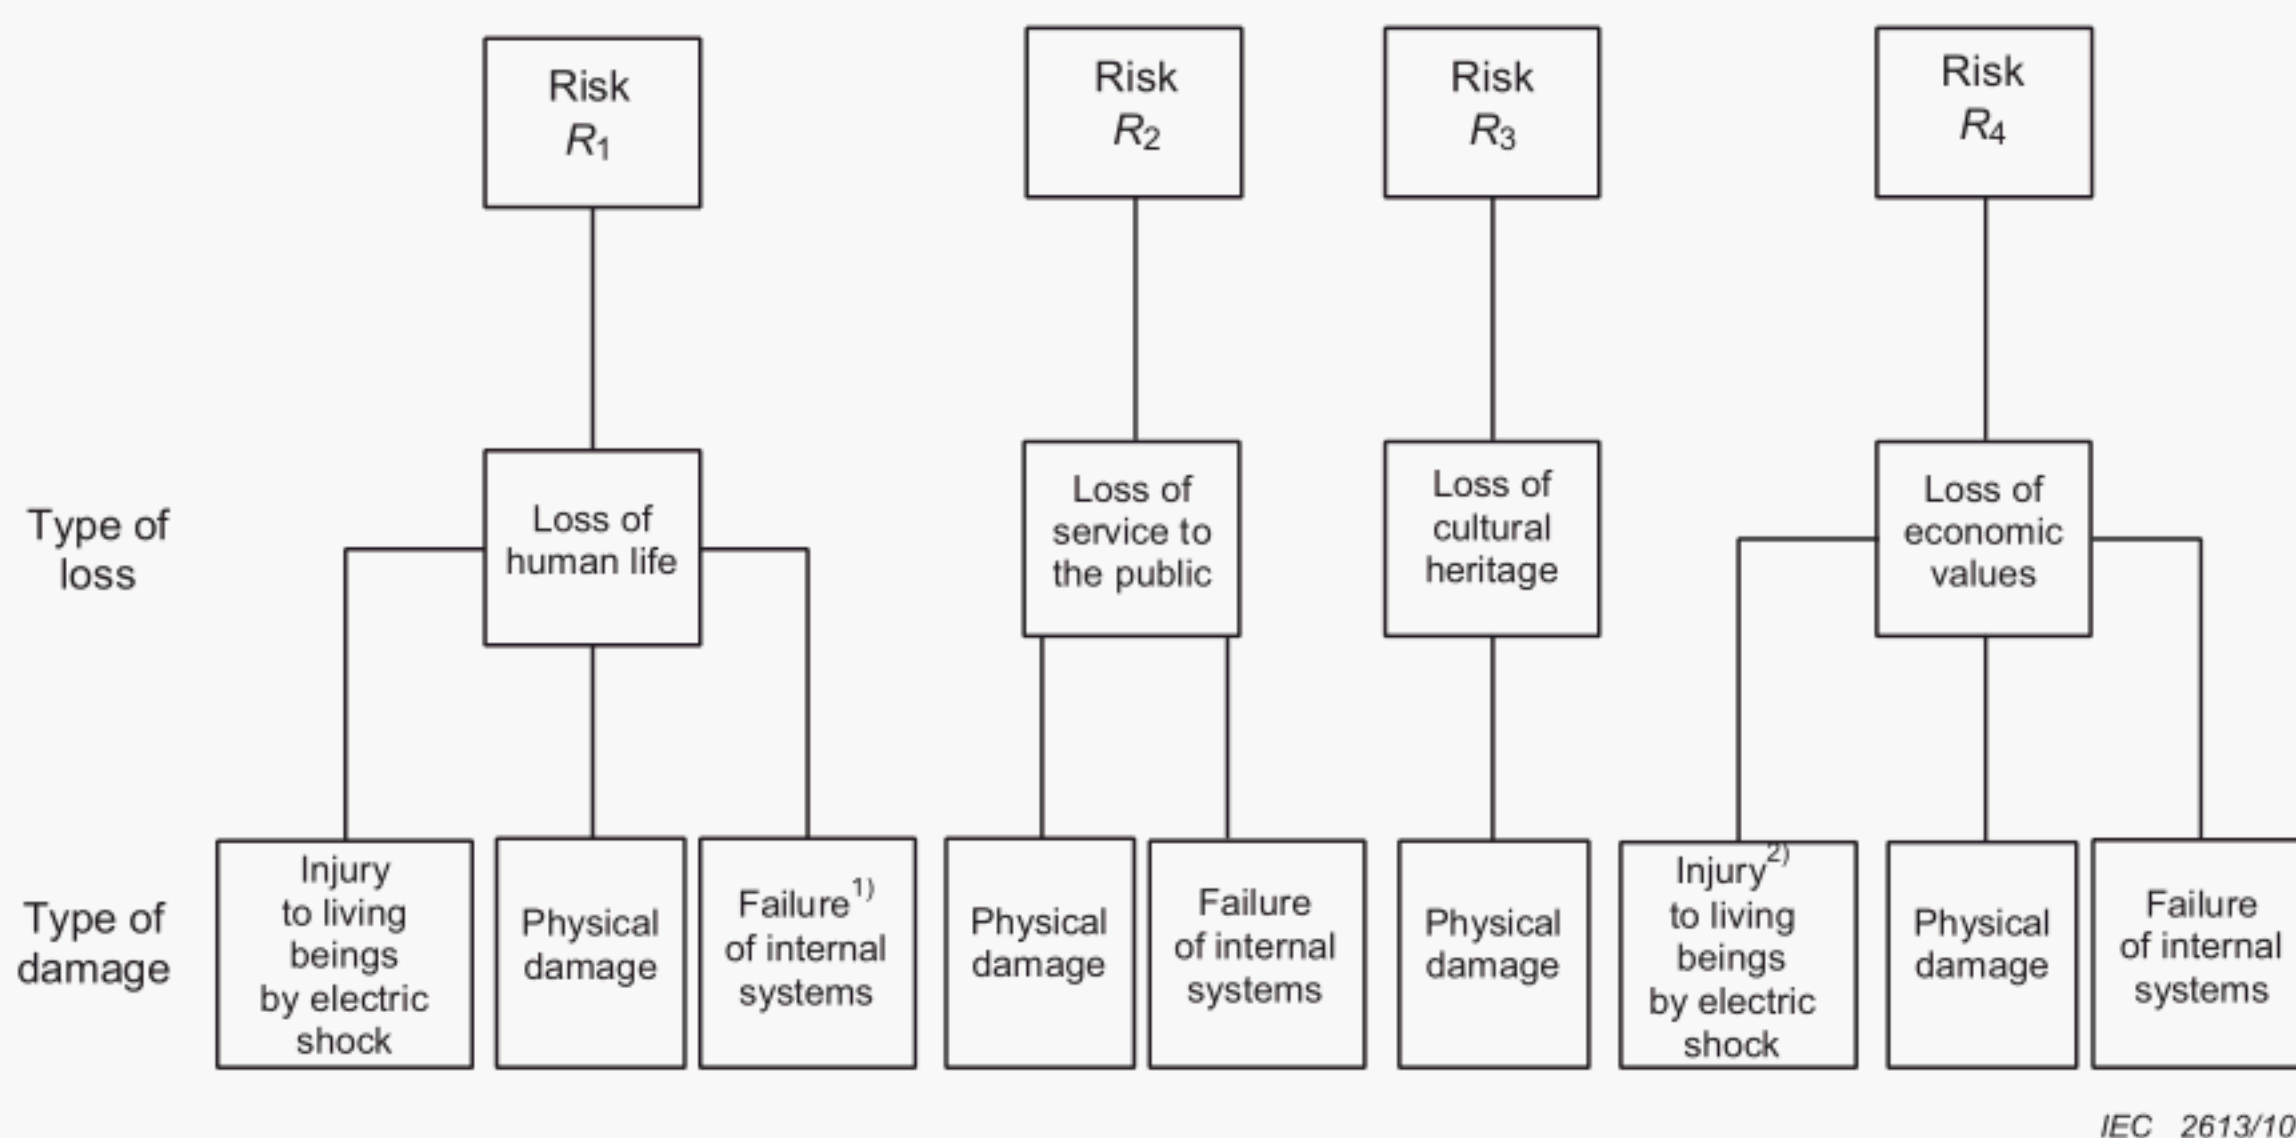 Risk
R1
Risk
R2
Risk
R3
Risk
R4
Type of
loss
Loss of
human life
Loss of
service to
the public
Loss of
cultural
heritage
Loss of
economic
values
Type of
damage
Injury
to living
beings
by electric
shock
Physical
damage
Failure1)
of internal
systems
Physical
damage
Failure
of internal
systems
Physical
damage
Injury2)
to living
beings
by electric
shock
Physical
damage
Failure
of internal
systems
IEC 2613/10